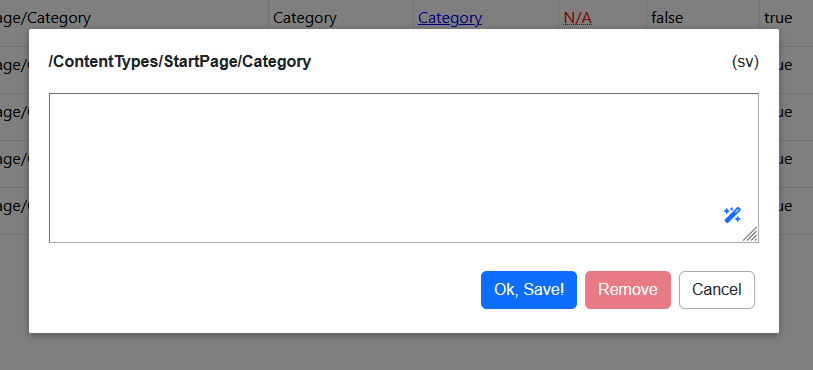 age/Category Category Category N/A false true
/ContentTypes/StartPage/Category (sv)
age/ ue
age/ ue
age/ ue
age/ ue
Ok, Save! Remove Cancel